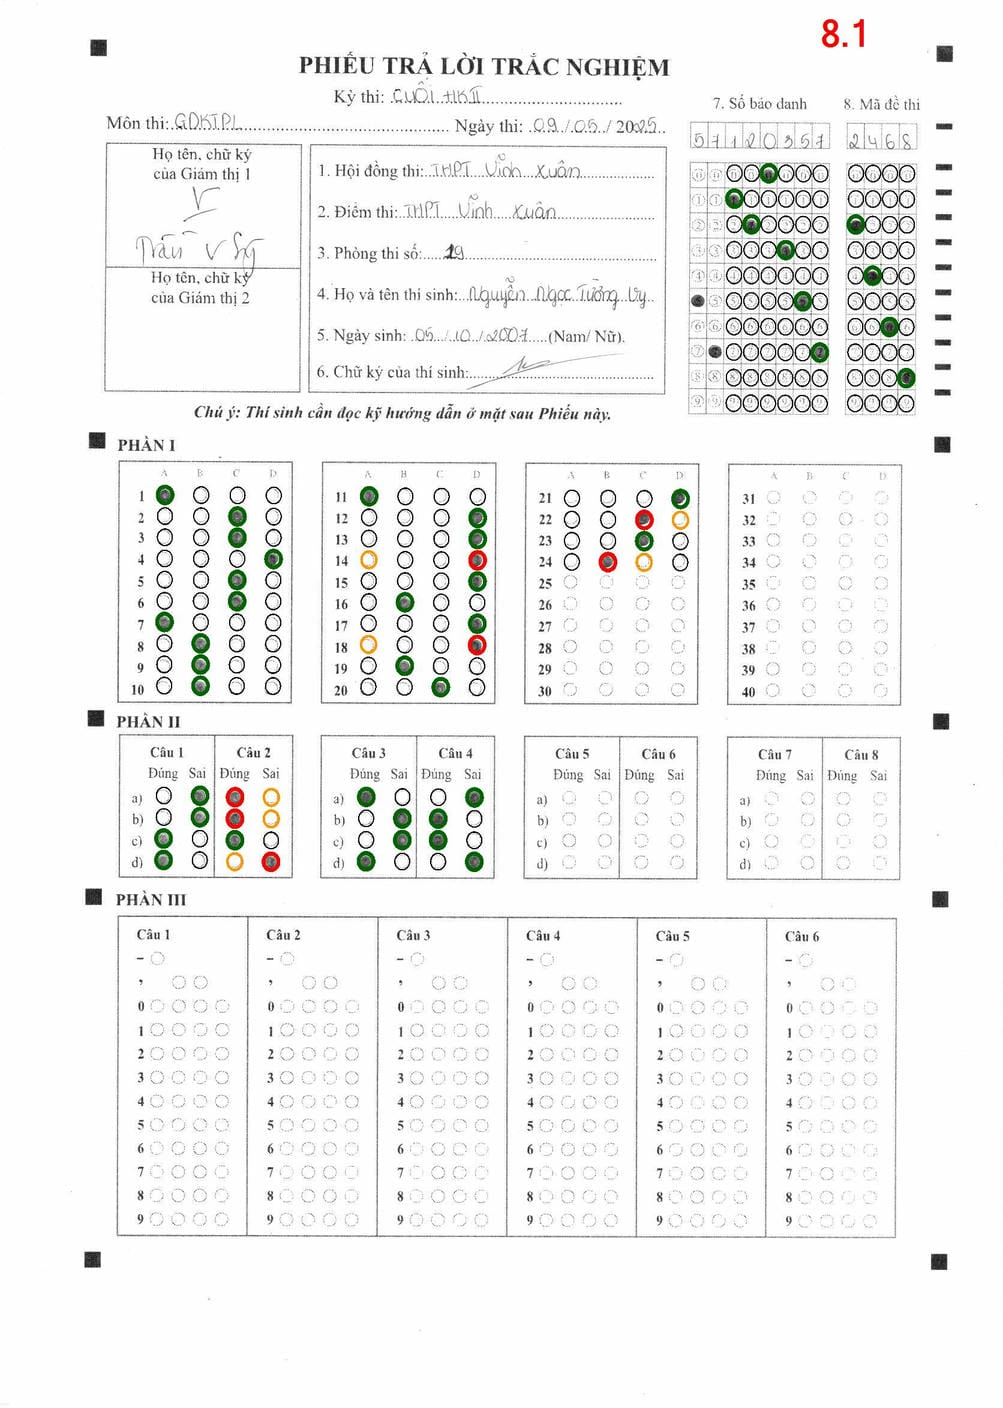 8.1
PHIẾU TRẢ LỜI TRẮC NGHIỆM
Kỳ thi: CUỐI HKII
Môn thi: GDKTPL Ngày thi: 09/05/2025
7. Số báo danh 8. Mã đề thi
57120357 2468
Họ tên, chữ ký
của Giám thị 1
Trần V Sỹ
Họ tên, chữ ký
của Giám thị 2
1. Hội đồng thi: THPT Vĩnh Xuân
2. Điểm thi: THPT Vĩnh Xuân
3. Phòng thi số: 19
4. Họ và tên thí sinh: Nguyễn Ngọc Tường Vy
5. Ngày sinh: 05/10/2007 (Nam/ Nữ).
6. Chữ ký của thí sinh:
Chú ý: Thí sinh cần đọc kỹ hướng dẫn ở mặt sau Phiếu này.
PHẦN I
A B C D A B C D A B C D A B C D
1 11 21 31
2 12 22 32
3 13 23 33
4 14 24 34
5 15 25 35
6 16 26 36
7 17 27 37
8 18 28 38
9 19 29 39
10 20 30 40
PHẦN II
Câu 1 Câu 2 Câu 3 Câu 4 Câu 5 Câu 6 Câu 7 Câu 8
Đúng Sai Đúng Sai Đúng Sai Đúng Sai Đúng Sai Đúng Sai Đúng Sai Đúng Sai
a) a) a) a)
b) b) b) b)
c) c) c) c)
d) d) d) d)
PHẦN III
Câu 1 Câu 2 Câu 3 Câu 4 Câu 5 Câu 6
- - - - - -
, , , , , ,
0 0 0 0 0 0
1 1 1 1 1 1
2 2 2 2 2 2
3 3 3 3 3 3
4 4 4 4 4 4
5 5 5 5 5 5
6 6 6 6 6 6
7 7 7 7 7 7
8 8 8 8 8 8
9 9 9 9 9 9